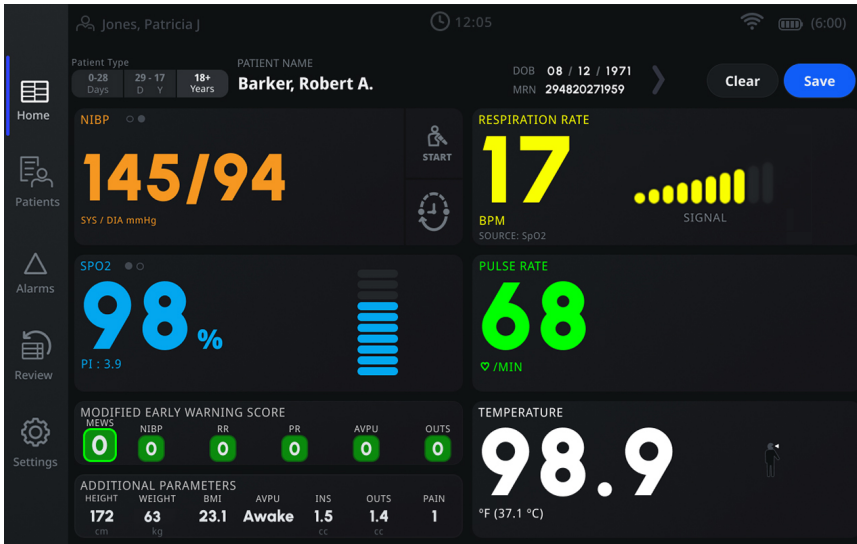 Jones, Patricia J
12:05
(6:00)
Patient Type
0-28 Days
29 - 17 D Y
18+ Years
PATIENT NAME
Barker, Robert A.
DOB 08 / 12 / 1971
MRN 294820271959
Clear
Save
Home
Patients
Alarms
Review
Settings
NIBP
145/94
SYS / DIA mmHg
START
RESPIRATION RATE
17
BPM
SOURCE: SpO2
SIGNAL
SPO2
98 %
PI : 3.9
PULSE RATE
68
/MIN
MODIFIED EARLY WARNING SCORE
MEWS NIBP RR PR AVPU OUTS
0 0 0 0 0 0
ADDITIONAL PARAMETERS
HEIGHT WEIGHT BMI AVPU INS OUTS PAIN
172 63 23.1 Awake 1.5 1.4 1
cm kg cc cc
TEMPERATURE
98.9
°F (37.1 °C)